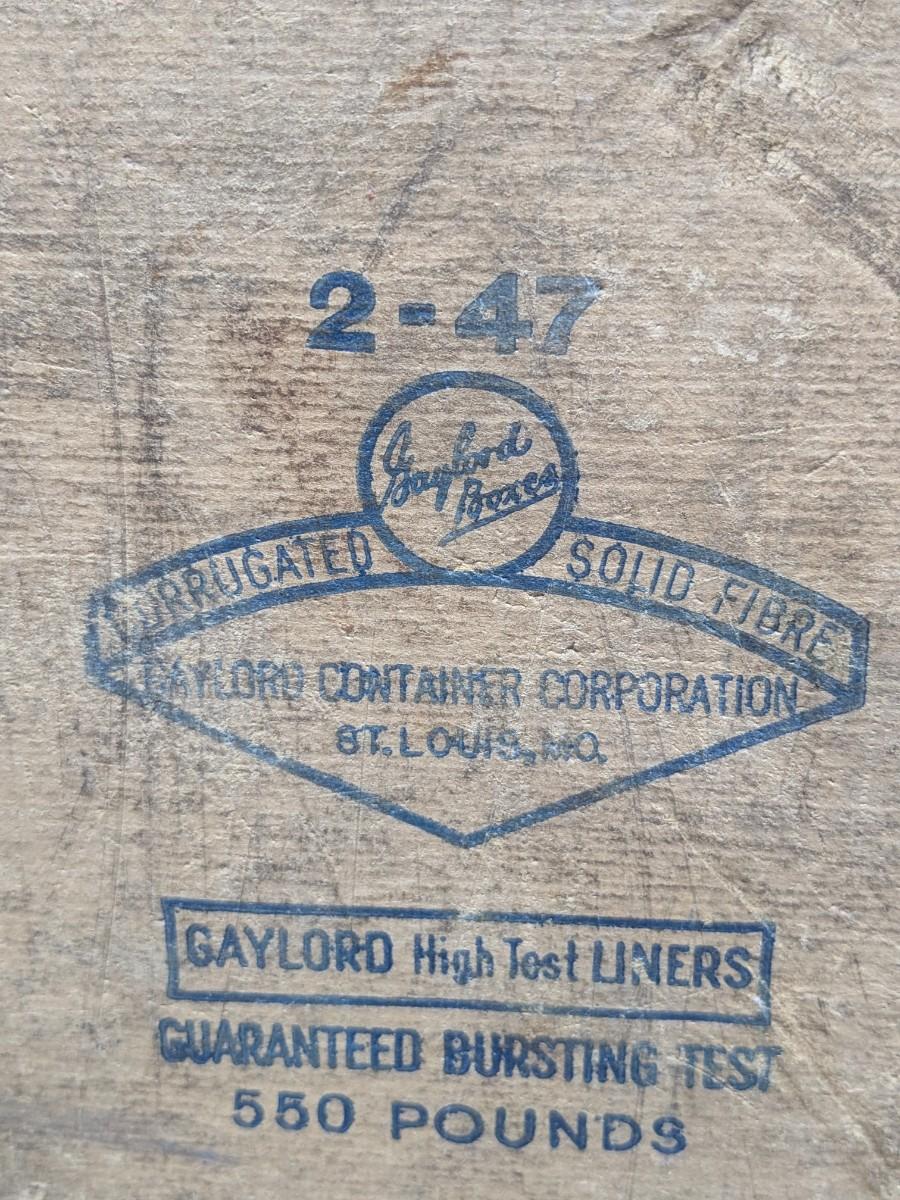 2-47
Gaylord
Boxes
CORRUGATED SOLID FIBRE
GAYLORD CONTAINER CORPORATION
ST. LOUIS, MO.
GAYLORD High Test LINERS
GUARANTEED BURSTING TEST
550 POUNDS